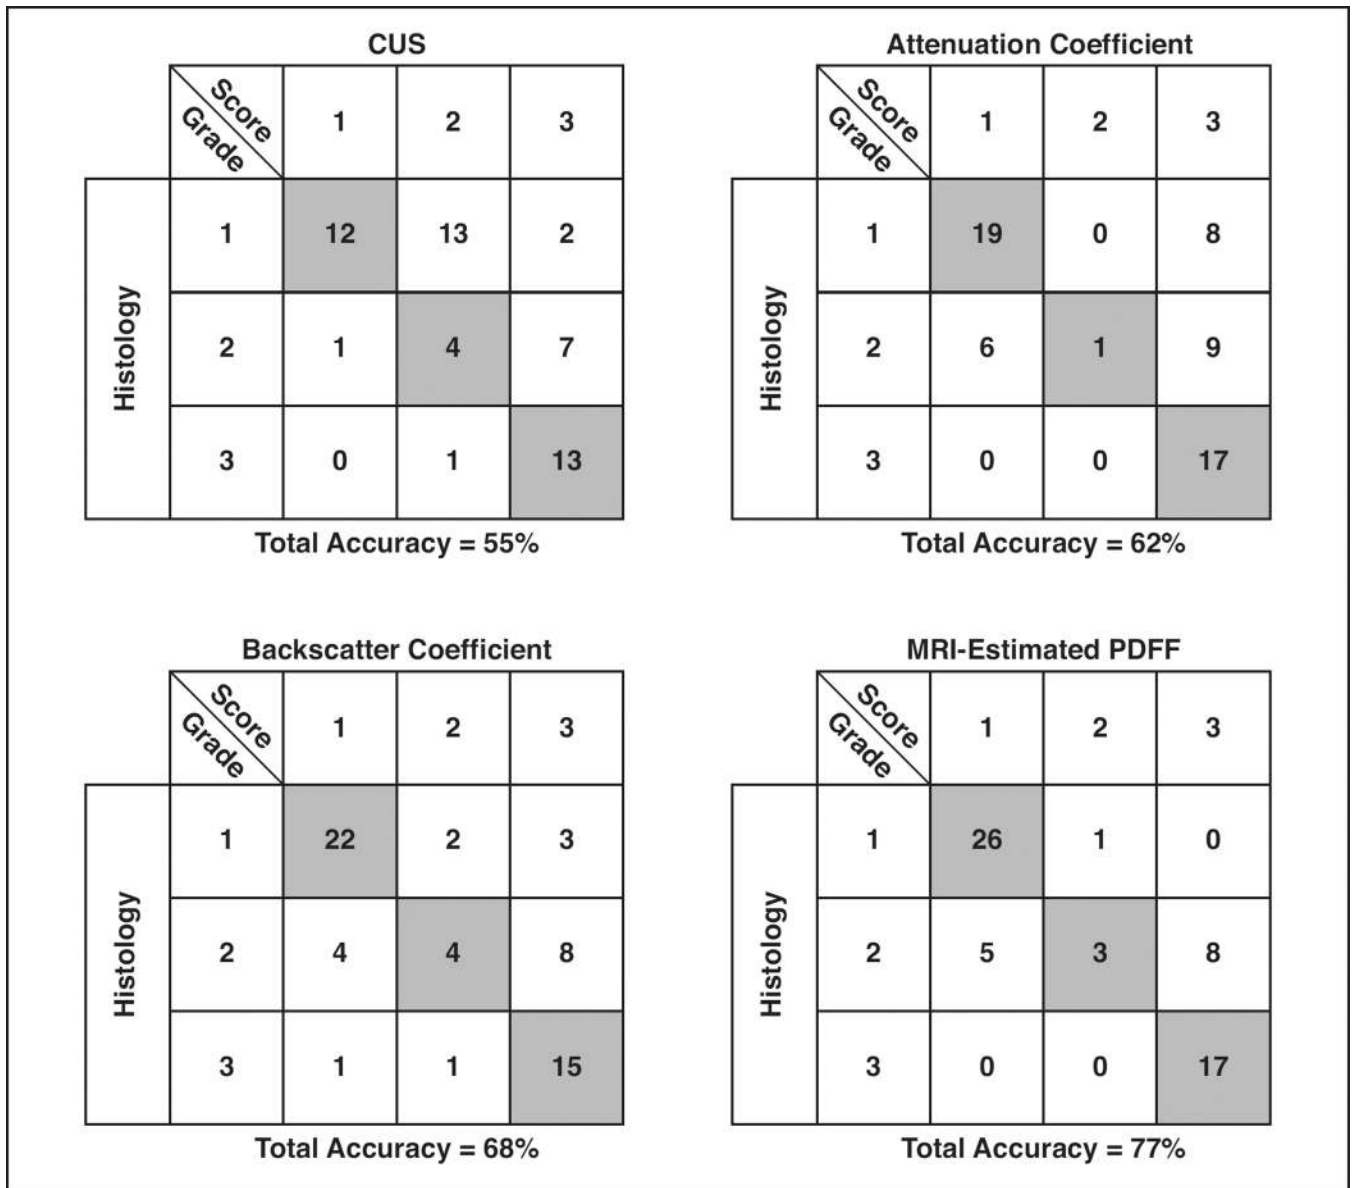 CUS
Score
Grade
1 2 3
Histology
1 12 13 2
2 1 4 7
3 0 1 13
Total Accuracy = 55%
Attenuation Coefficient
Score
Grade
1 2 3
Histology
1 19 0 8
2 6 1 9
3 0 0 17
Total Accuracy = 62%
Backscatter Coefficient
Score
Grade
1 2 3
Histology
1 22 2 3
2 4 4 8
3 1 1 15
Total Accuracy = 68%
MRI-Estimated PDFF
Score
Grade
1 2 3
Histology
1 26 1 0
2 5 3 8
3 0 0 17
Total Accuracy = 77%